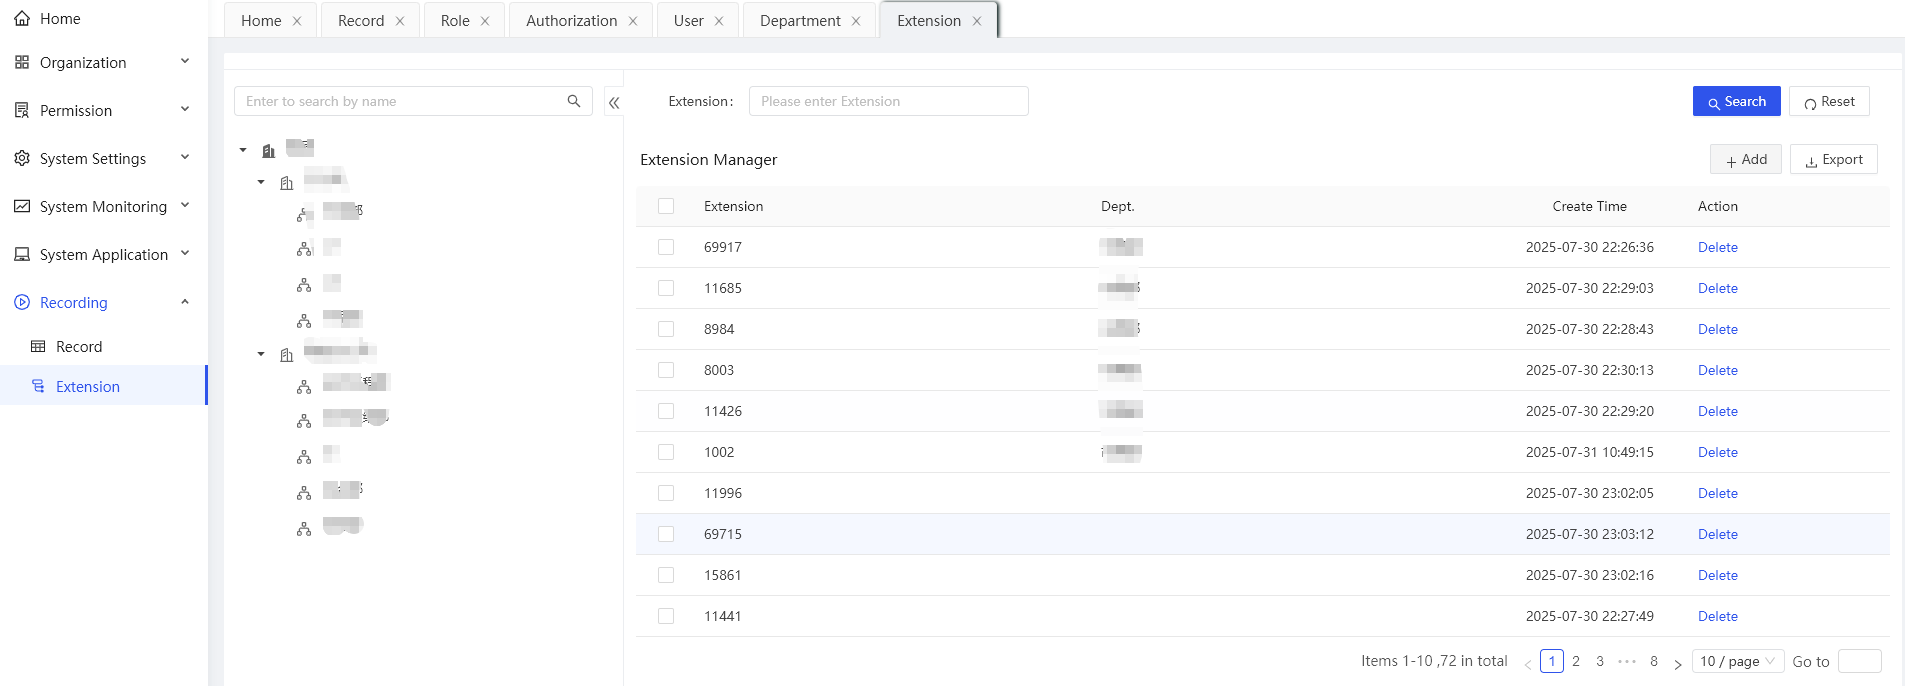 Home
Organization
Permission
System Settings
System Monitoring
System Application
Recording
Record
Extension
Home Record Role Authorization User Department Extension
Enter to search by name
Extension: Please enter Extension Search Reset
Extension Manager Add Export
Extension Dept. Create Time Action
69917 2025-07-30 22:26:36 Delete
11685 2025-07-30 22:29:03 Delete
8984 2025-07-30 22:28:43 Delete
8003 2025-07-30 22:30:13 Delete
11426 2025-07-30 22:29:20 Delete
1002 2025-07-31 10:49:15 Delete
11996 2025-07-30 23:02:05 Delete
69715 2025-07-30 23:03:12 Delete
15861 2025-07-30 23:02:16 Delete
11441 2025-07-30 22:27:49 Delete
Items 1-10 ,72 in total < 1 2 3 ••• 8 > 10 / page Go to